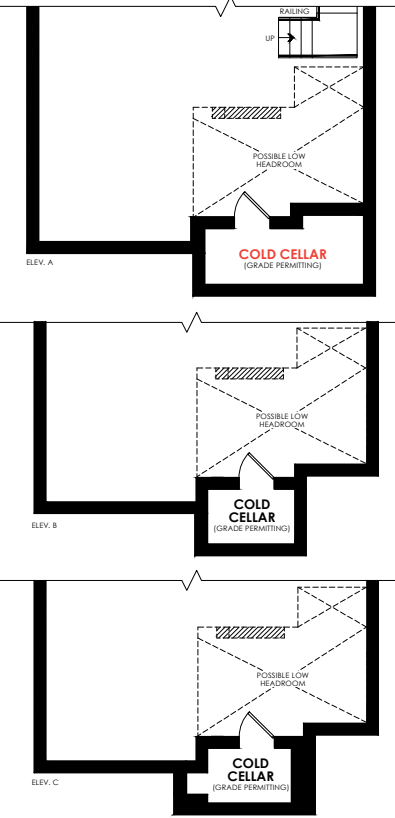 RAILING
UP
POSSIBLE LOW
HEADROOM
COLD CELLAR
(GRADE PERMITTING)
ELEV. A
POSSIBLE LOW
HEADROOM
COLD
CELLAR
(GRADE PERMITTING)
ELEV. B
POSSIBLE LOW
HEADROOM
COLD
CELLAR
(GRADE PERMITTING)
ELEV. C